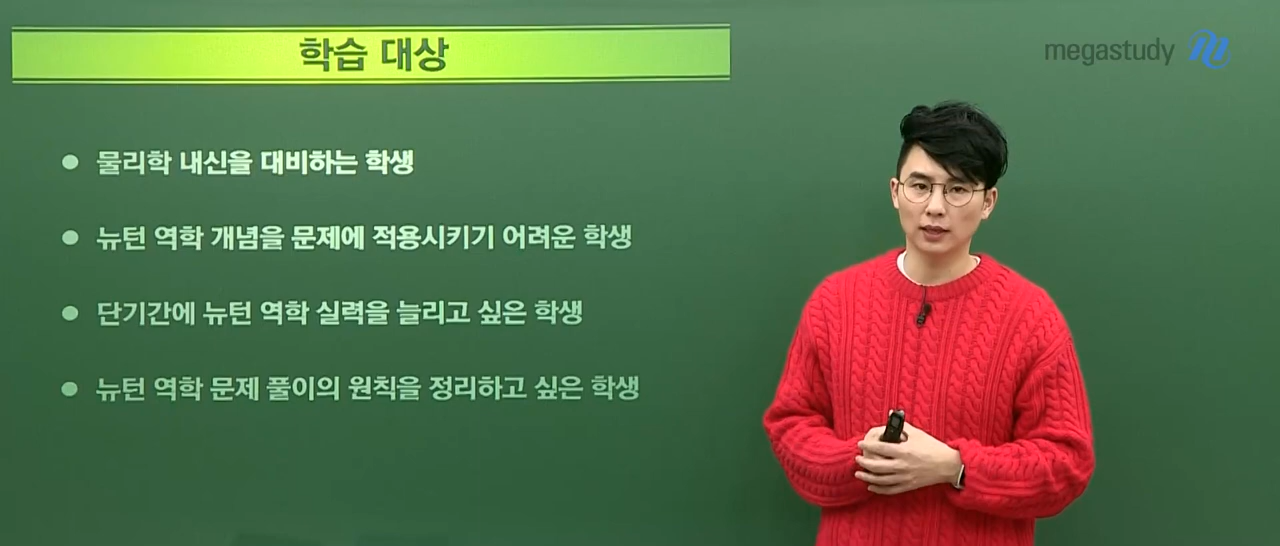 학습 대상
megastudy
물리학 내신을 대비하는 학생
뉴턴 역학 개념을 문제에 적용시키기 어려운 학생
단기간에 뉴턴 역학 실력을 늘리고 싶은 학생
뉴턴 역학 문제 풀이의 원칙을 정리하고 싶은 학생